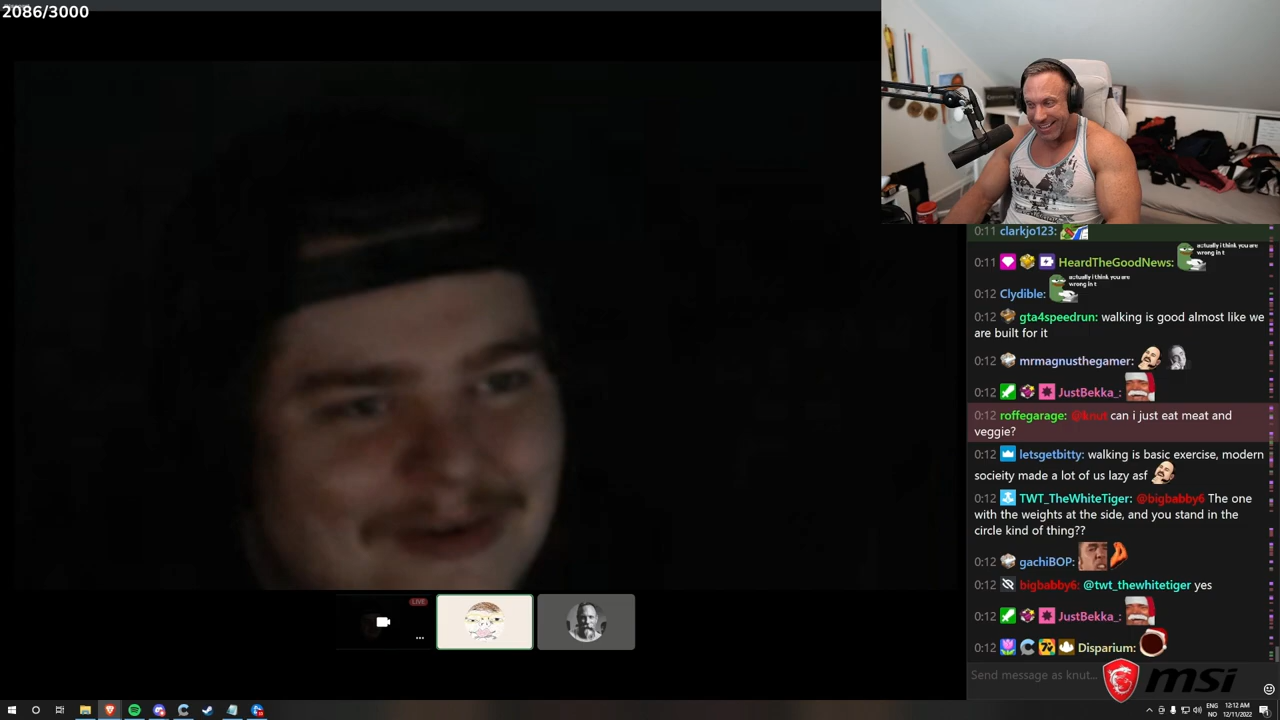 2086/3000
0:11 clarkjo123:
0:11 HeardTheGoodNews: actually i think you are
wrong in t
0:12 Clydible: actually i think you are
wrong in t
0:12 gta4speedrun: walking is good almost like we
are built for it
0:12 mrmagnusthegamer:
0:12 JustBekka_:
0:12 roffegarage: @knut can i just eat meat and
veggie?
0:12 letsgetbitty: walking is basic exercise, modern
socieity made a lot of us lazy asf
0:12 TWT_TheWhiteTiger: @bigbabby6 The one
with the weights at the side, and you stand in the
circle kind of thing??
0:12 gachiBOP:
0:12 bigbabby6: @twt_thewhitetiger yes
0:12 JustBekka_:
0:12 Disparium:
LIVE
...
Send message as knut...
msi
ENG
NO
12:12 AM
12/11/2022